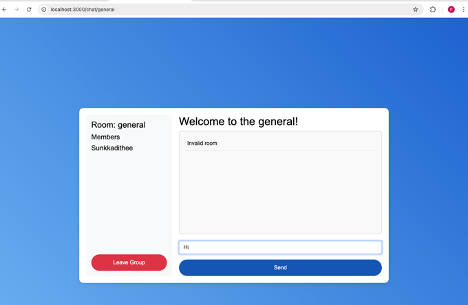 localhost:3000/chat/general
Room: general
Members
Sunkkadithee
Leave Group
Welcome to the general!
Invalid room
Hi
Send